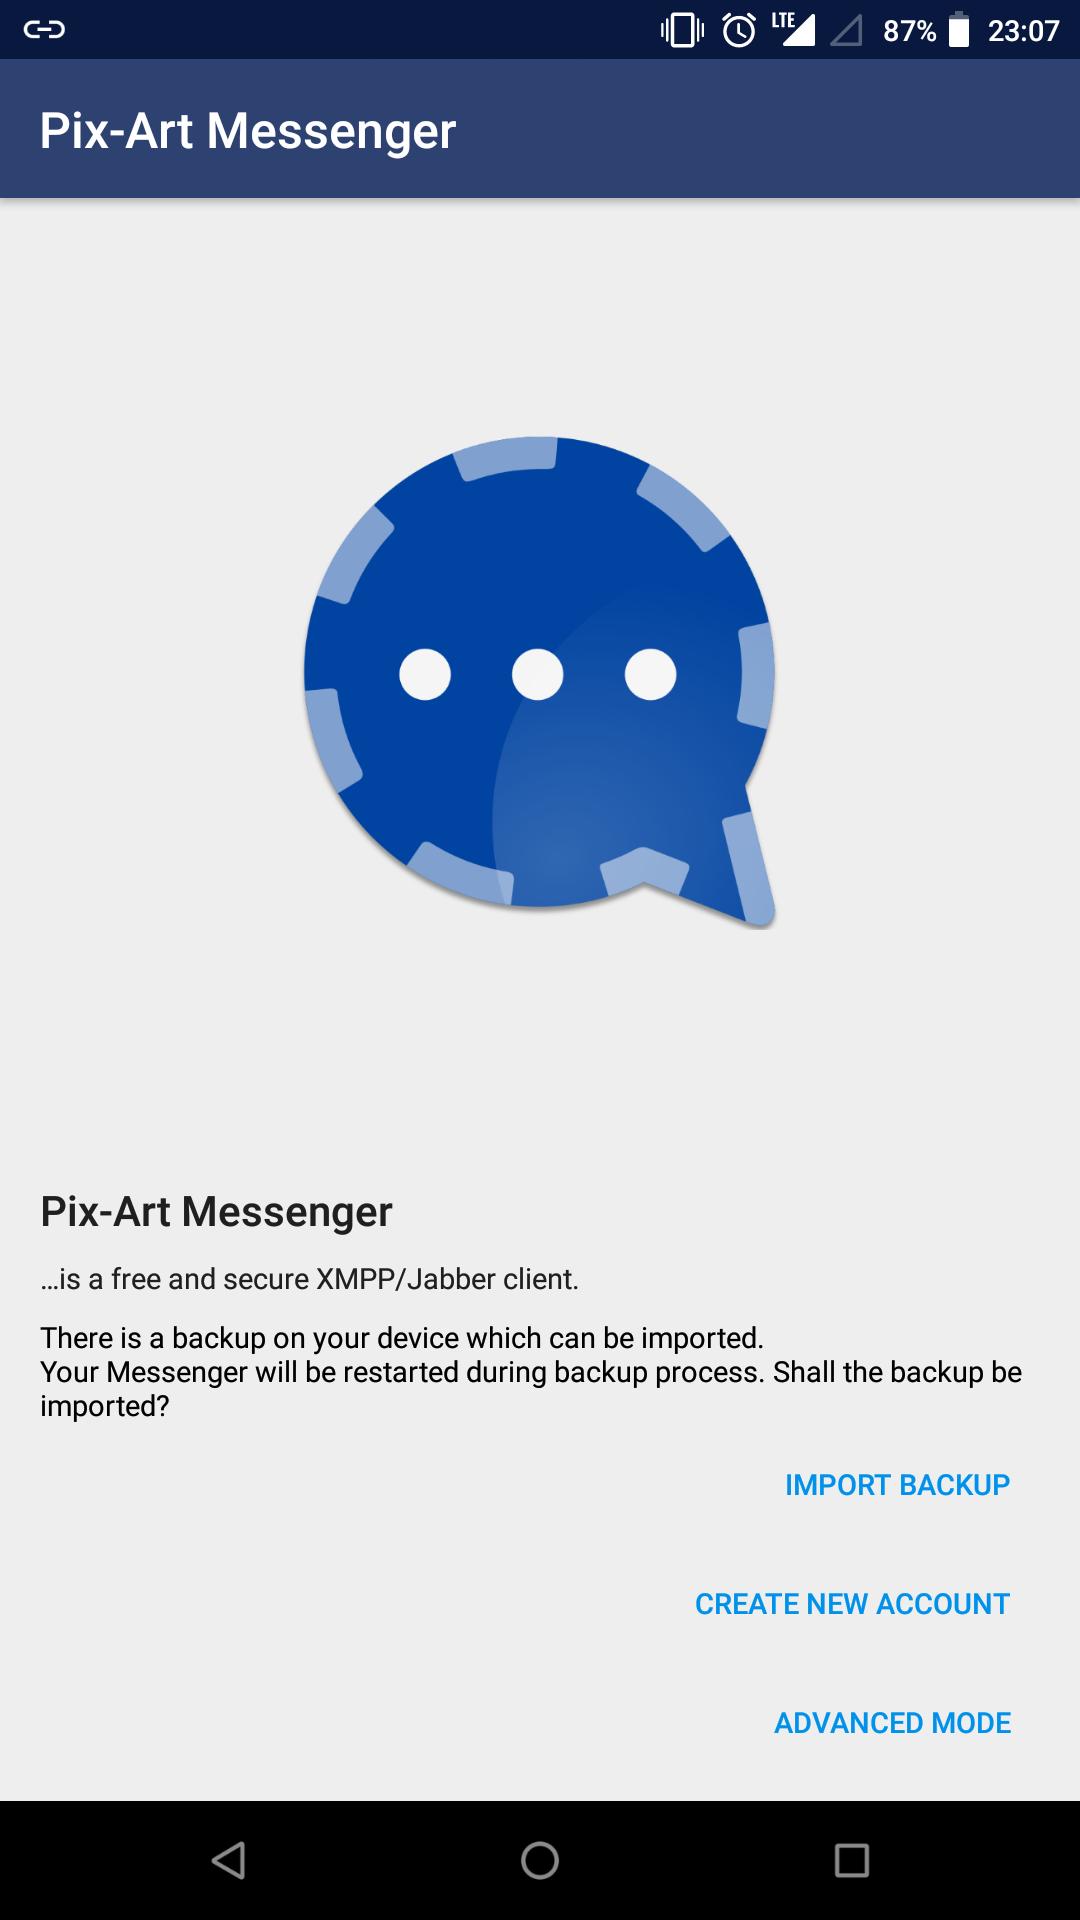 LTE 87% 23:07
Pix-Art Messenger
Pix-Art Messenger
…is a free and secure XMPP/Jabber client.
There is a backup on your device which can be imported.
Your Messenger will be restarted during backup process. Shall the backup be
imported?
IMPORT BACKUP
CREATE NEW ACCOUNT
ADVANCED MODE